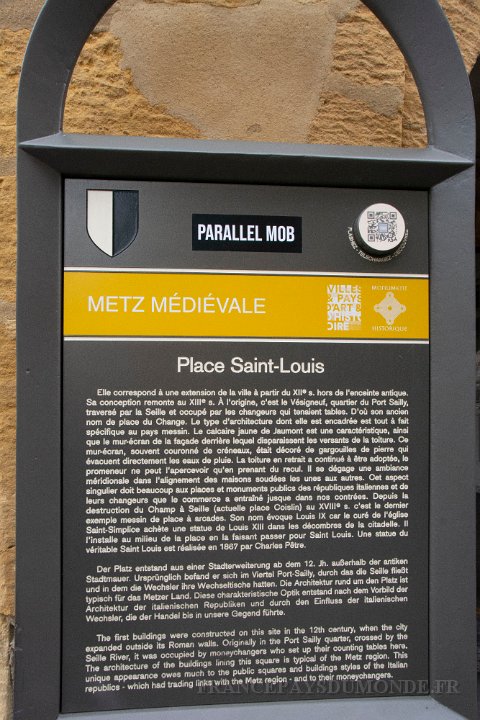 PARALLEL MOB
METZ MÉDIÉVALE
VILLES
& PAYS
D'ART &
D'HISTO
IRE
MONUMENT
HISTORIQUE
Place Saint-Louis
Elle correspond à une extension de la ville à partir du XIIe s. hors de l'enceinte antique.
Sa conception remonte au XIIIe s. À l'origine, c'est le Vésigneuf, quartier du Port Sailly,
traversé par la Seille et occupé par les changeurs qui tenaient tables. D'où son ancien
nom de place du Change. Le type d'architecture dont elle est encadrée est tout à fait
spécifique au pays messin. Le calcaire jaune de Jaumont est une caractéristique, ainsi
que le mur-écran de la façade derrière lequel disparaissent les versants de la toiture. Ce
mur-écran, souvent couronné de créneaux, était décoré de gargouilles de pierre qui
évacuent directement les eaux de pluie. La toiture en retrait a continué à être adoptée, le
promeneur ne peut l'apercevoir qu'en prenant du recul. Il se dégage une ambiance
méridionale dans l'alignement des maisons soudées les unes aux autres. Cet aspect
singulier doit beaucoup aux places et monuments publics des républiques italiennes et de
leurs changeurs que le commerce a entraîné jusque dans nos contrées. Depuis la
destruction du Champ à Seille (actuelle place Coislin) au XVIIIe s. c'est le dernier
exemple messin de place à arcades. Son nom évoque Louis IX car le curé de l'église
Saint-Simplice achète une statue de Louis XIII dans les décombres de la citadelle. Il
l'installe au milieu de la place en la faisant passer pour Saint Louis. Une statue du
véritable Saint Louis est réalisée en 1867 par Charles Pêtre.
Der Platz entstand aus einer Stadterweiterung ab dem 12. Jh. außerhalb der antiken
Stadtmauer. Ursprünglich befand er sich im Viertel Port-Sailly, durch das die Seille fließt
und in dem die Wechsler ihre Wechseltische hatten. Die Architektur rund um den Platz ist
typisch für das Metzer Land. Diese charakteristische Optik entstand nach dem Vorbild der
Architektur der italienischen Republiken und durch den Einfluss der italienischen
Wechsler, die der Handel bis in unsere Gegend führte.
The first buildings were constructed on this site in the 12th century, when the city
expanded outside its Roman walls. Originally in the Port Sailly quarter, crossed by the
Seille River, it was occupied by moneychangers who set up their counting tables here.
The architecture of the buildings lining this square is typical of the Metz region. This
unique appearance owes much to the public squares and building styles of the Italian
republics - which had trading links with the Metz region - and to their moneychangers.
FRANCEPAYSDUMONDE.FR